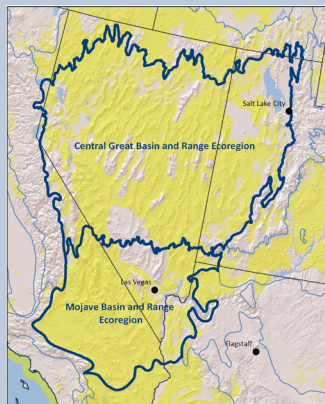 Salt Lake City
Central Great Basin and Range Ecoregion
Las Vegas
Mojave Basin and Range
Ecoregion
Flagstaff